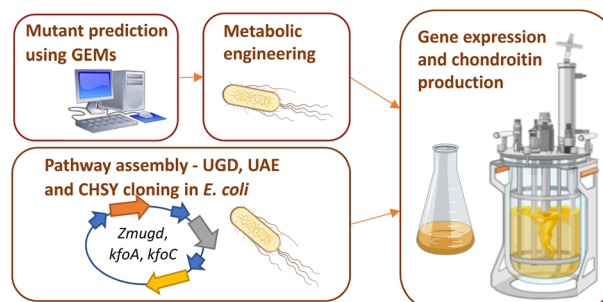 Mutant prediction
using GEMs
Metabolic
engineering
Gene expression
and chondroitin
production
Pathway assembly - UGD, UAE
and CHSY cloning in E. coli
Zmugd,
kfoA, kfoC